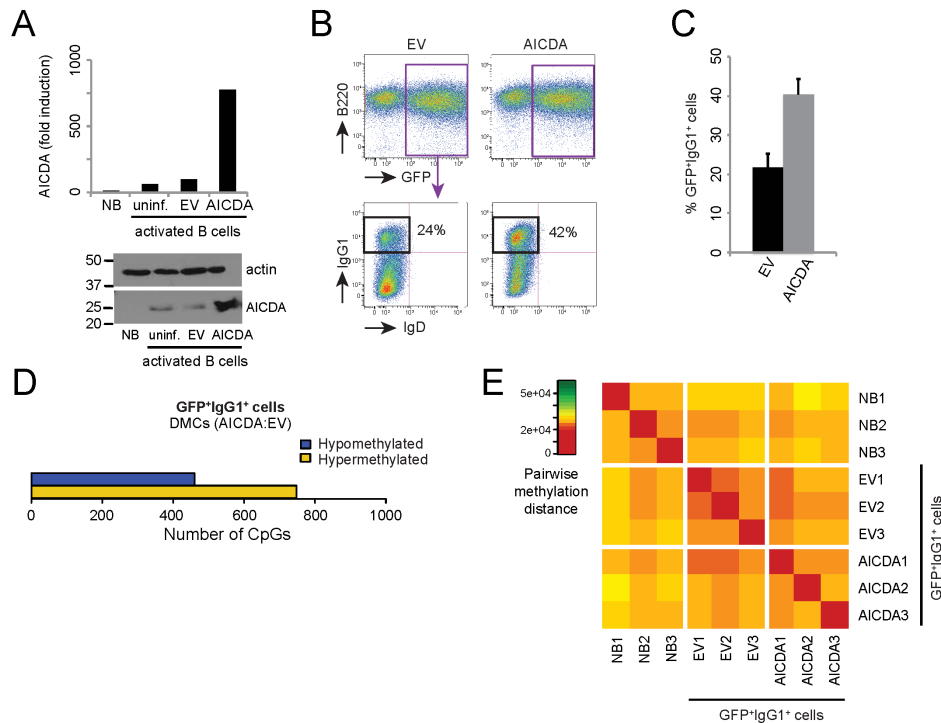 A
AICDA (fold induction)
1000
500
0
NB
uninf.
EV
AICDA
activated B cells
50
37
actin
25
20
AICDA
NB
uninf.
EV
AICDA
activated B cells
B
EV
AICDA
B220
GFP
24%
42%
IgG1
IgD
C
% GFP+IgG1+ cells
50
40
30
20
10
0
EV
AICDA
D
GFP+IgG1+ cells
DMCs (AICDA:EV)
Hypomethylated
Hypermethylated
0 200 400 600 800 1000
Number of CpGs
E
5e+04
2e+04
0
Pairwise
methylation
distance
NB1
NB2
NB3
EV1
EV2
EV3
AICDA1
AICDA2
AICDA3
GFP+IgG1+ cells
NB1
NB2
NB3
EV1
EV2
EV3
AICDA1
AICDA2
AICDA3
GFP+IgG1+ cells